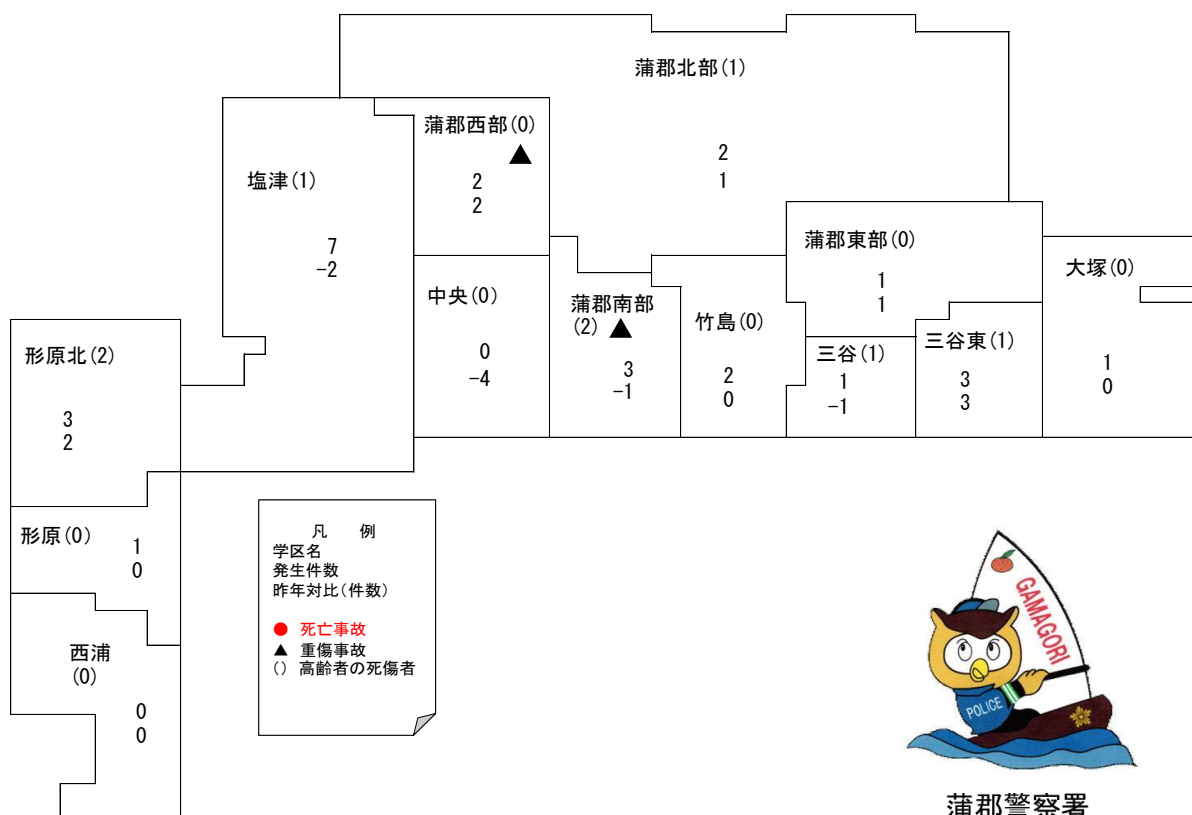 蒲郡北部(1)
2
1
蒲郡西部(0)
▲
2
2
塩津(1)
7
-2
蒲郡東部(0)
1
1
大塚(0)
1
0
中央(0)
0
-4
蒲郡南部
(2) ▲
3
-1
竹島(0)
2
0
三谷(1)
1
-1
三谷東(1)
3
3
形原北(2)
3
2
形原(0)
1
0
西浦
(0)
0
0
凡 例
学区名
発生件数
昨年対比(件数)
● 死亡事故
▲ 重傷事故
() 高齢者の死傷者
GAMAGORI
POLICE
蒲郡警察署